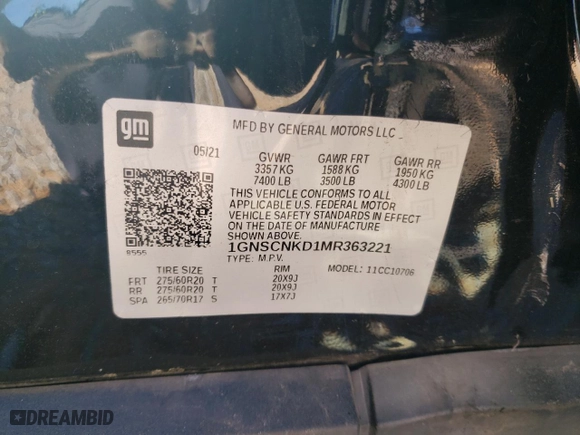 gm
MFD BY GENERAL MOTORS LLC
05/21 GVWR GAWR FRT GAWR RR
3357 KG 1588 KG 1950 KG
7400 LB 3500 LB 4300 LB
THIS VEHICLE CONFORMS TO ALL
APPLICABLE U.S. FEDERAL MOTOR
VEHICLE SAFETY STANDARDS IN EFFECT
ON THE DATE OF MANUFACTURE
SHOWN ABOVE.
8555 1GNSCNKD1MR363221
TYPE: M.P.V.
TIRE SIZE RIM MODEL: 11CC10706
FRT 275/60R20 T 20X9J
RR 275/60R20 T 20X9J
SPA 265/70R17 S 17X7J
DREAMBID